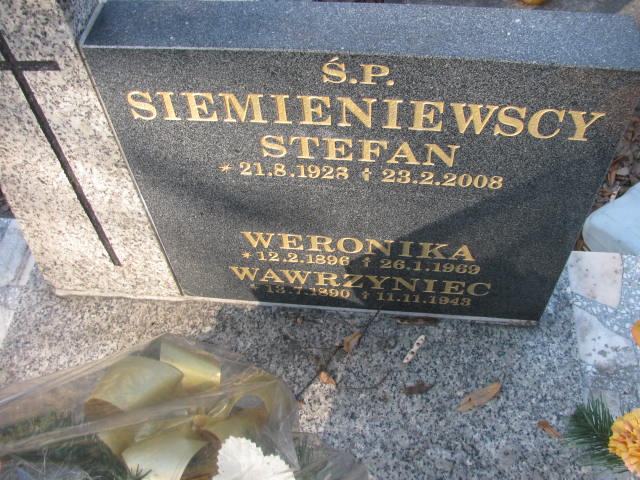 Ś.P.
SIEMIENIEWSCY
STEFAN
* 21.8.1928 † 23.2.2008
WERONIKA
* 12.2.1896 † 26.1.1969
WAWRZYNIEC
* 13.7.1890 † 11.11.1943